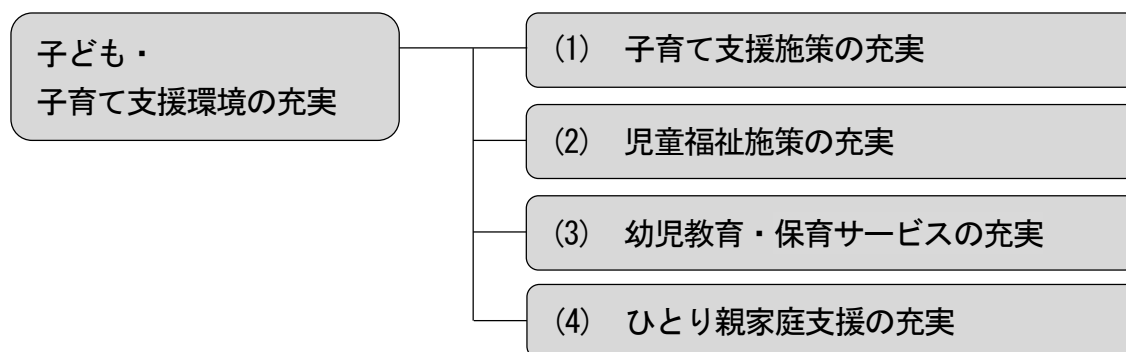 子ども・
子育て支援環境の充実
(1) 子育て支援施策の充実
(2) 児童福祉施策の充実
(3) 幼児教育・保育サービスの充実
(4) ひとり親家庭支援の充実